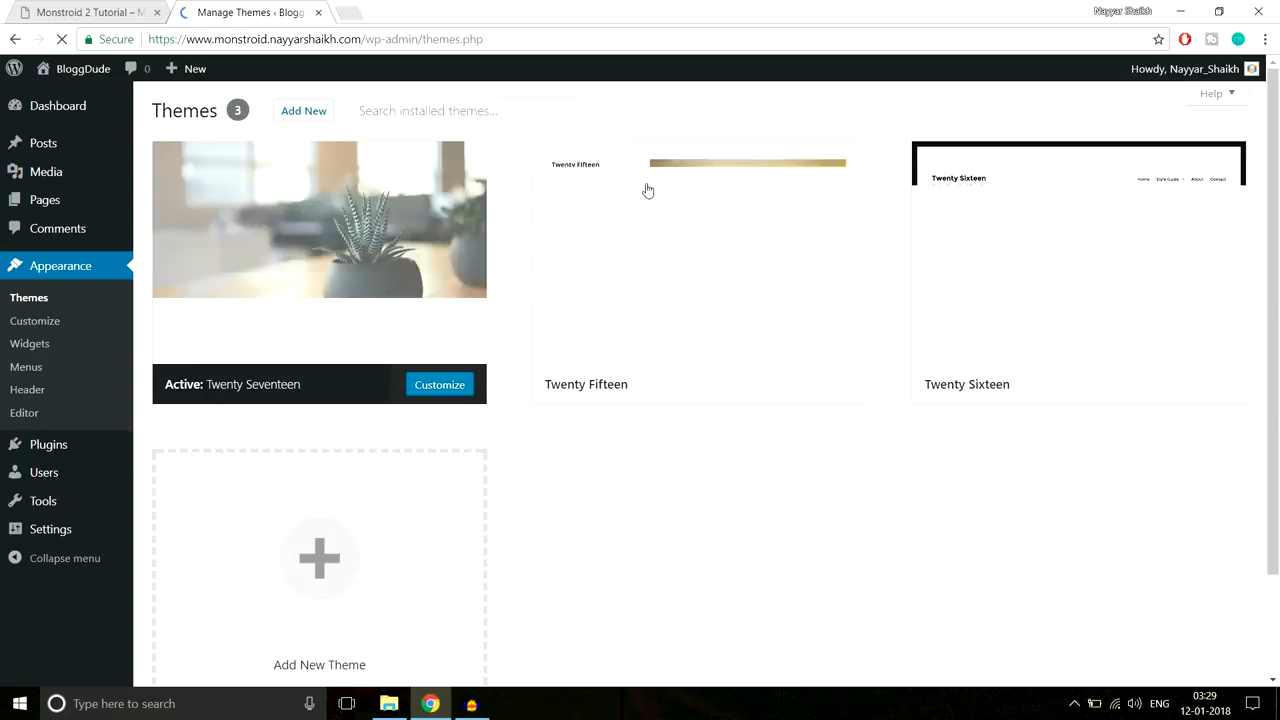 Monstroid 2 Tutorial – M
Manage Themes ‹ Blogg
Nayyar Shaikh
Secure
https://www.monstroid.nayyarshaikh.com/wp-admin/themes.php
BloggDude
0
New
Howdy, Nayyar_Shaikh
Themes 3
Add New
Search installed themes...
Help
Dashboard
Posts
Media
Pages
Comments
Appearance
Themes
Customize
Widgets
Menus
Header
Editor
Plugins
Users
Tools
Settings
Collapse menu
Active: Twenty Seventeen
Customize
Twenty Fifteen
Twenty Fifteen
Twenty Sixteen
Home Style Guide About Contact
Twenty Sixteen
Add New Theme
Type here to search
ENG
03:29
12-01-2018